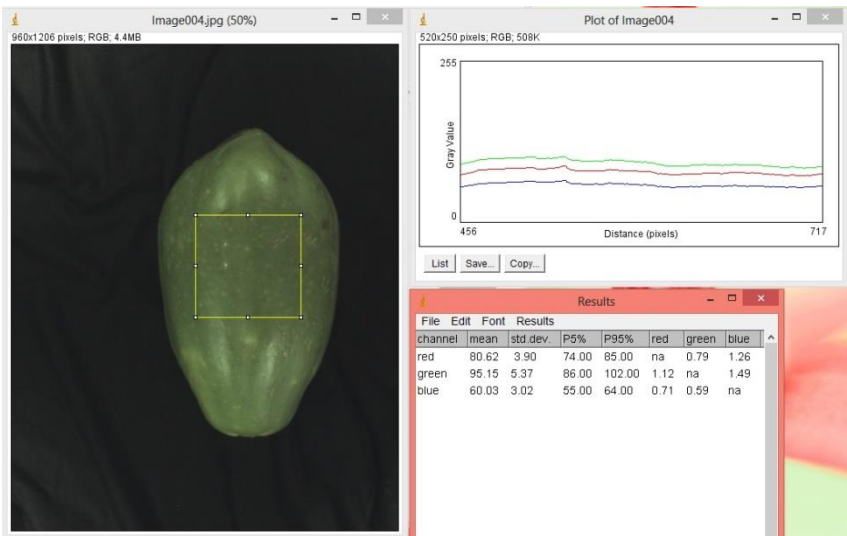 Image004.jpg (50%)
960x1206 pixels; RGB; 4.4MB
Plot of Image004
520x250 pixels; RGB; 508K
255
Gray Value
0
456 717
Distance (pixels)
List Save... Copy...
Results
File Edit Font Results
channel mean std.dev. P5% P95% red green blue
red 80.62 3.90 74.00 85.00 na 0.79 1.26
green 95.15 5.37 86.00 102.00 1.12 na 1.49
blue 60.03 3.02 55.00 64.00 0.71 0.59 na